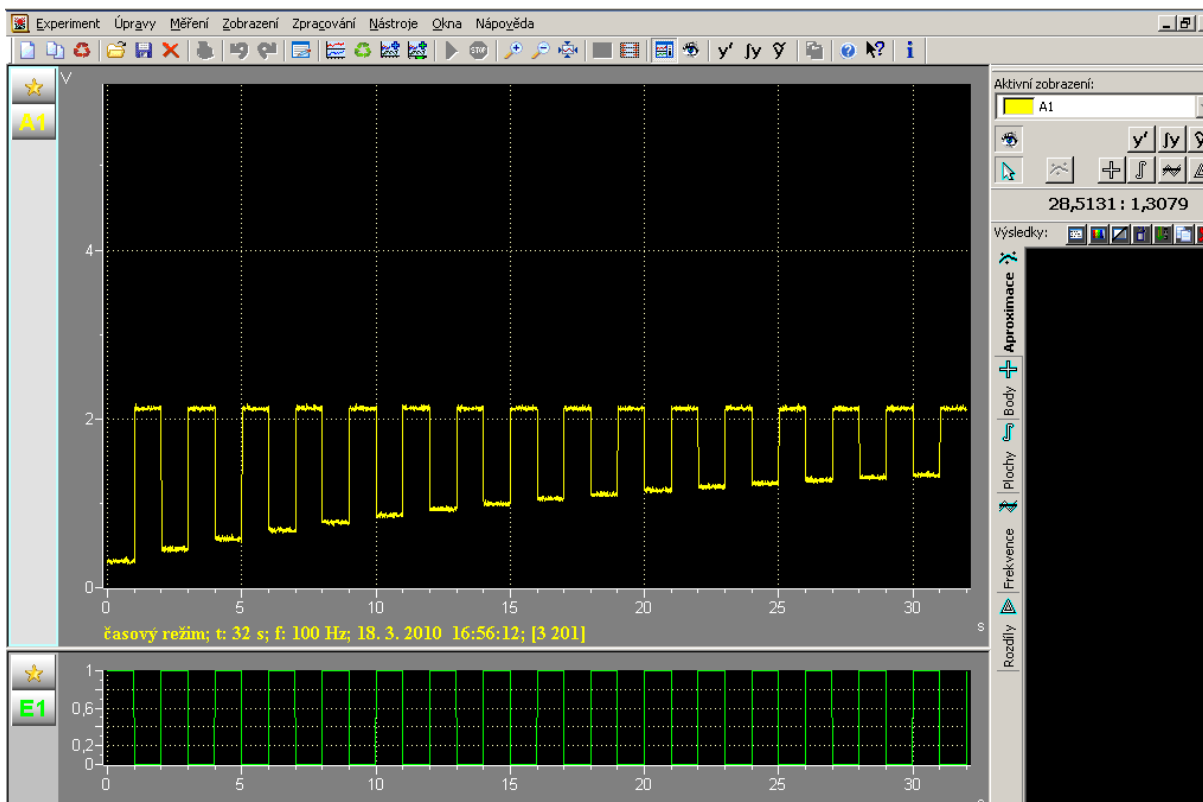 Experiment Úpravy Měření Zobrazení Zpracování Nástroje Okna Nápověda
STOP y' ∫y ŷ ? ? i
A1
V
4
2
0
0 5 10 15 20 25 30
s
časový režim; t: 32 s; f: 100 Hz; 18. 3. 2010 16:56:12; [3 201]
E1
1
0,6
0,2
0
0 5 10 15 20 25 30
Aktivní zobrazení:
A1
y' ∫y
28,5131 : 1,3079
Výsledky:
Aproximace
Body
Plochy
Frekvence
Rozdíly